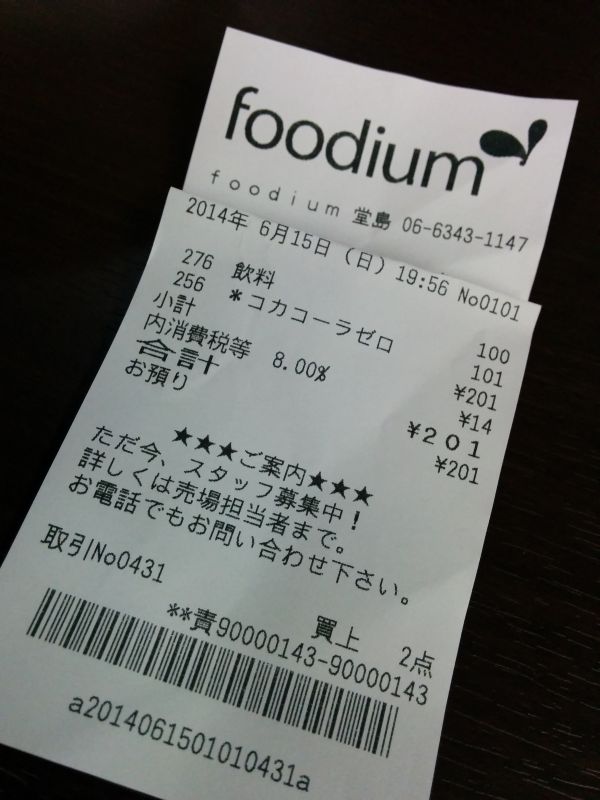 foodium
foodium 堂島 06-6343-1147
2014年 6月15日(日)19:56 No0101
276 飲料 100
256 *コカコーラゼロ 101
小計 ¥201
内消費税等 8.00% ¥14
合計 ¥201
お預り ¥201
★★★ご案内★★★
ただ今、スタッフ募集中!
詳しくは売場担当者まで。
お電話でもお問い合わせ下さい。
取引No0431 買上 2点
**責90000143-90000143
a2014061501010431a